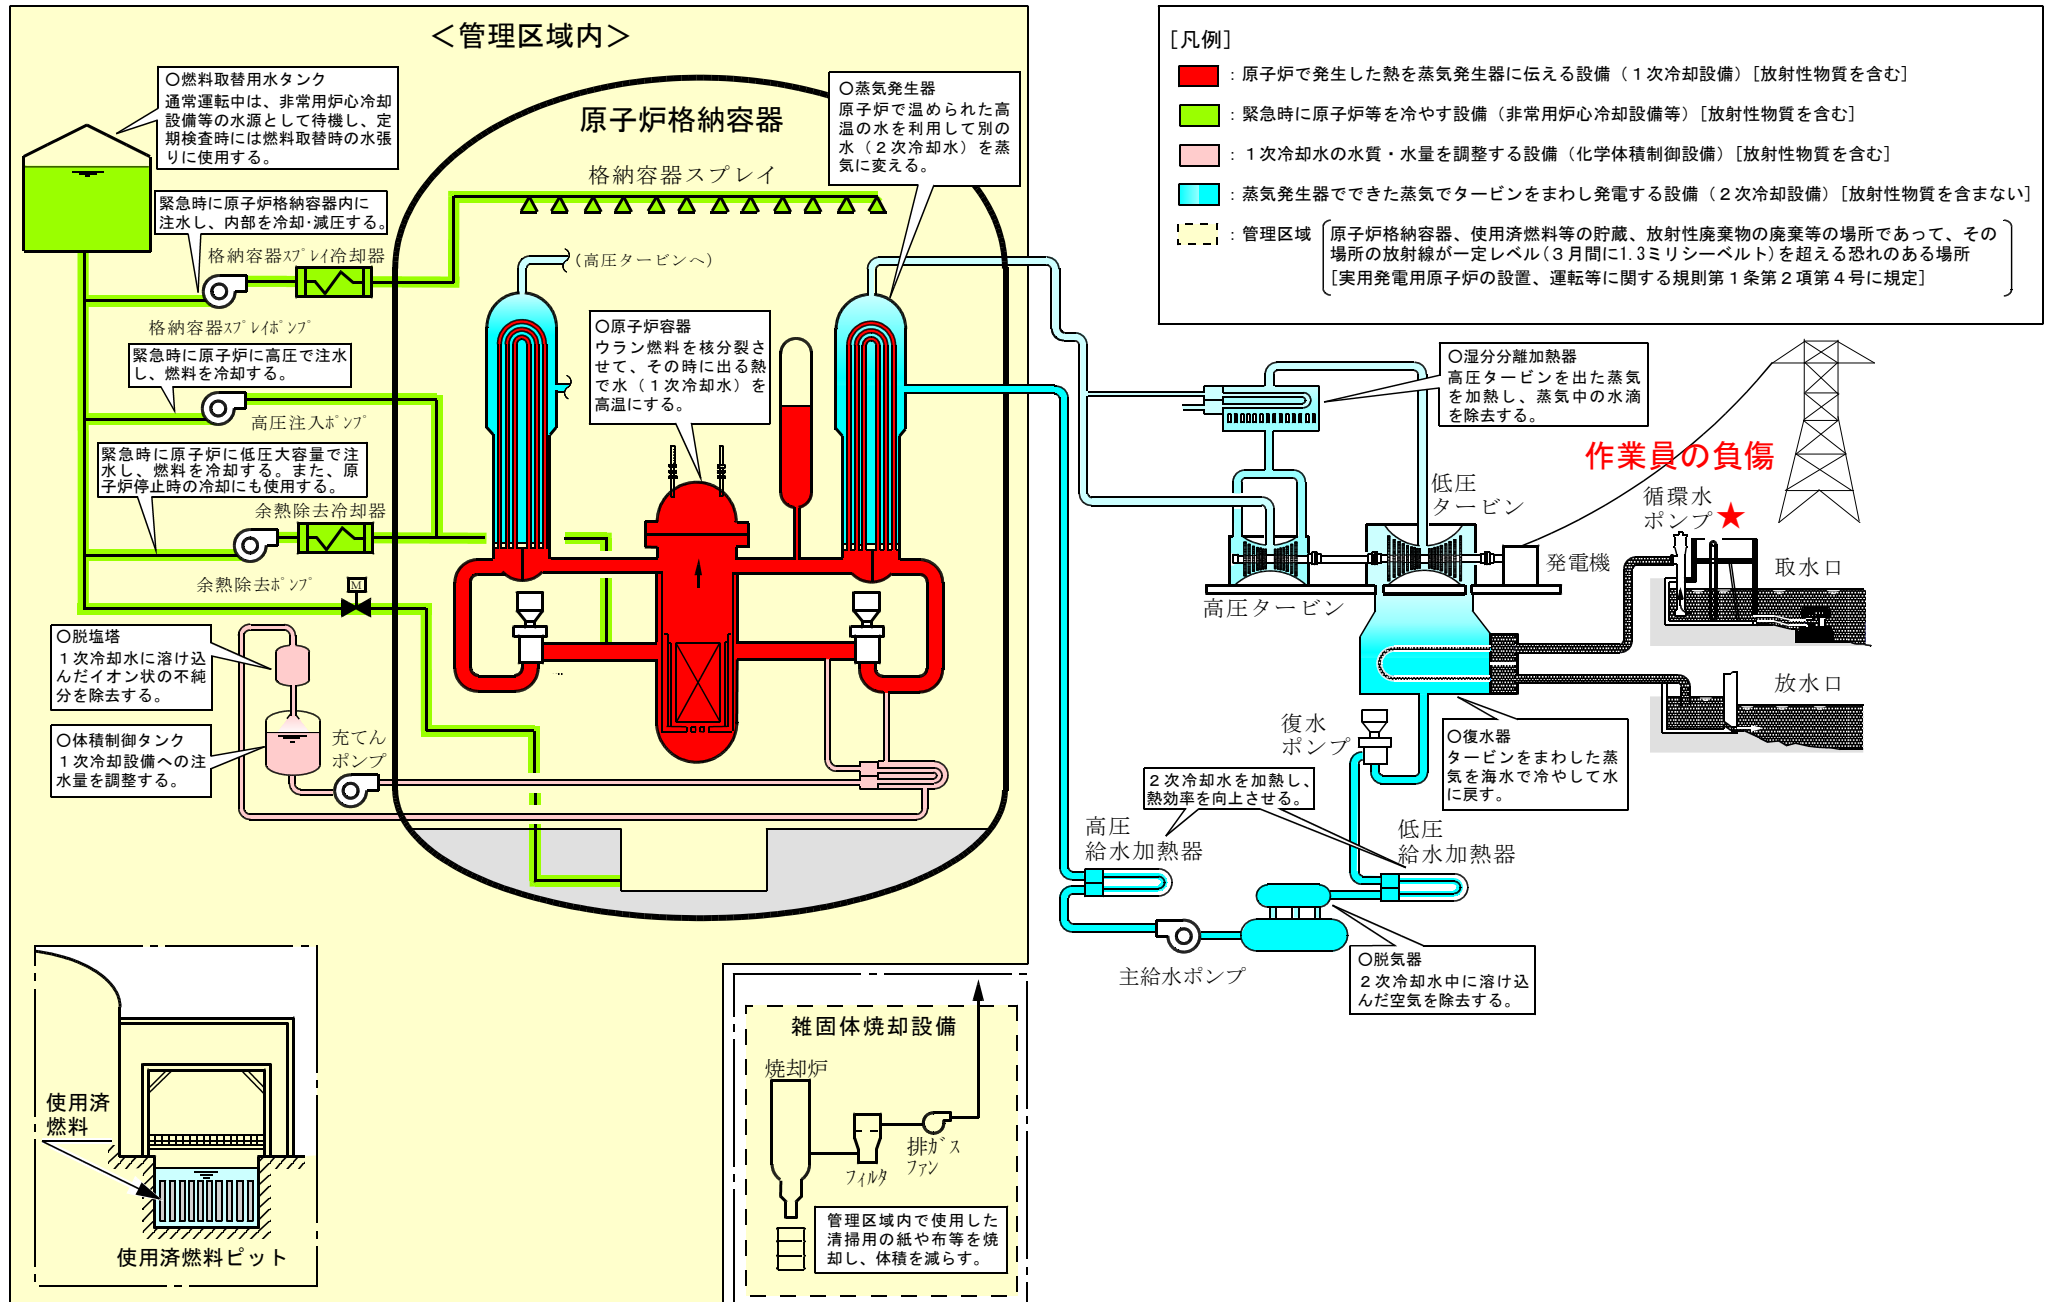 ＜管理区域内＞
○燃料取替用水タンク
通常運転中は、非常用炉心冷却
設備等の水源として待機し、定
期検査時には燃料取替時の水張
りに使用する。
緊急時に原子炉格納容器内に
注水し、内部を冷却･減圧する。
格納容器ｽﾌﾟﾚｲ冷却器
格納容器ｽﾌﾟﾚｲﾎﾟﾝﾌﾟ
緊急時に原子炉に高圧で注水
し、燃料を冷却する。
高圧注入ﾎﾟﾝﾌﾟ
緊急時に原子炉に低圧大容量で注
水し、燃料を冷却する。また、原
子炉停止時の冷却にも使用する。
余熱除去冷却器
余熱除去ﾎﾟﾝﾌﾟ
M
○脱塩塔
１次冷却水に溶け込
んだイオン状の不純
分を除去する。
○体積制御タンク
１次冷却設備への注
水量を調整する。
充てん
ポンプ
原子炉格納容器
格納容器スプレイ
(高圧タービンへ)
○蒸気発生器
原子炉で温められた高
温の水を利用して別の
水（２次冷却水）を蒸
気に変える。
○原子炉容器
ウラン燃料を核分裂さ
せて、その時に出る熱
で水（１次冷却水）を
高温にする。
使用済
燃料
使用済燃料ピット
雑固体焼却設備
焼却炉
フィルタ
排ｶﾞｽ
ﾌｧﾝ
管理区域内で使用した
清掃用の紙や布等を焼
却し、体積を減らす。
[凡例]
：原子炉で発生した熱を蒸気発生器に伝える設備（１次冷却設備）[放射性物質を含む]
：緊急時に原子炉等を冷やす設備（非常用炉心冷却設備等）[放射性物質を含む]
：１次冷却水の水質・水量を調整する設備（化学体積制御設備）[放射性物質を含む]
：蒸気発生器でできた蒸気でタービンをまわし発電する設備（２次冷却設備）[放射性物質を含まない]
：管理区域
原子炉格納容器、使用済燃料等の貯蔵、放射性廃棄物の廃棄等の場所であって、その
場所の放射線が一定レベル(３月間に1.3ミリシーベルト)を超える恐れのある場所
[実用発電用原子炉の設置、運転等に関する規則第１条第２項第４号に規定]
○湿分分離加熱器
高圧タービンを出た蒸気
を加熱し、蒸気中の水滴
を除去する。
作業員の負傷
低圧
タービン
循環水
ポンプ★
発電機
取水口
高圧タービン
放水口
復水
ポンプ
○復水器
タービンをまわした蒸
気を海水で冷やして水
に戻す。
２次冷却水を加熱し、
熱効率を向上させる。
高圧
給水加熱器
低圧
給水加熱器
主給水ポンプ
○脱気器
２次冷却水中に溶け込
んだ空気を除去する。